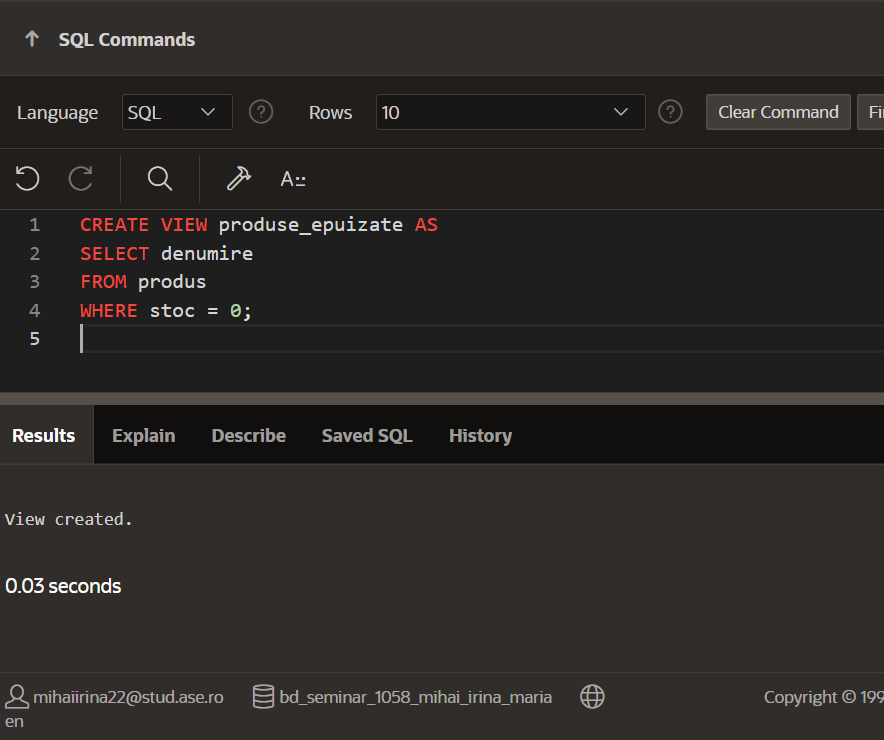 SQL Commands
Language SQL ? Rows 10 ? Clear Command
A::
1 CREATE VIEW produse_epuizate AS
2 SELECT denumire
3 FROM produs
4 WHERE stoc = 0;
5
Results Explain Describe Saved SQL History
View created.
0.03 seconds
mihaiirina22@stud.ase.ro bd_seminar_1058_mihai_irina_maria Copyright © 199
en